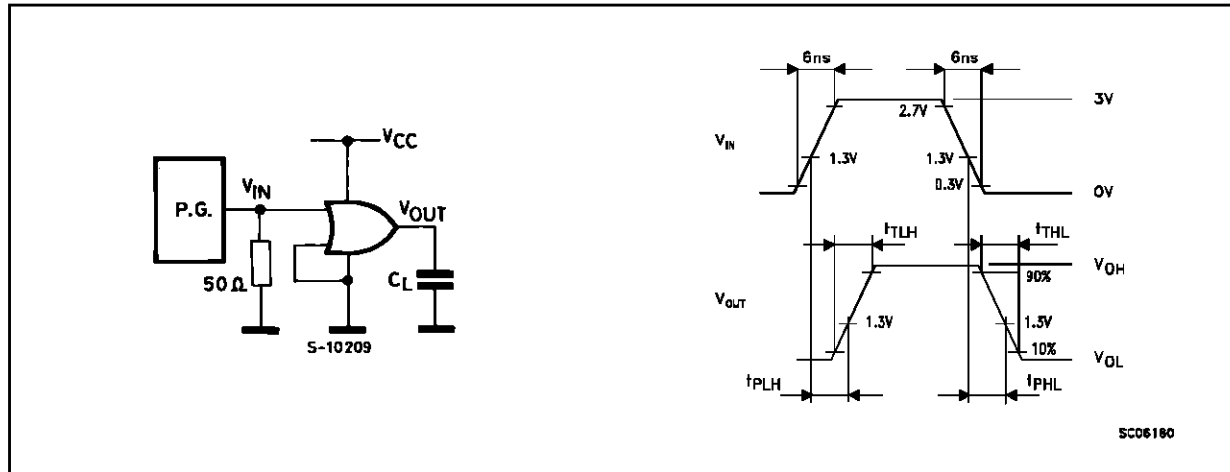 P.G.
V_IN
50Ω
V_CC
V_OUT
C_L
S-10209
6ns 6ns
3V
2.7V
V_IN
1.3V 1.3V
0.3V
0V
t_TLH t_THL
V_OH
90%
V_OUT
1.3V 1.3V
10%
V_OL
t_PLH t_PHL
SC06160